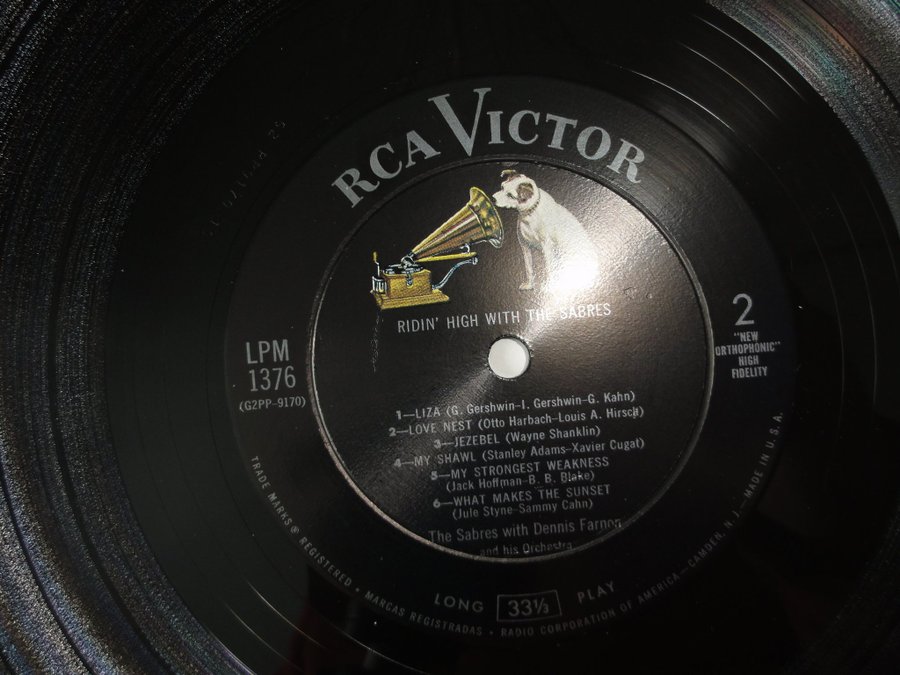 RCA VICTOR
RIDIN' HIGH WITH THE SABRES
LPM
1376
(G2PP-9170)
2
"NEW
ORTHOPHONIC"
HIGH
FIDELITY
1—LIZA (G. Gershwin-I. Gershwin-G. Kahn)
2—LOVE NEST (Otto Harbach-Louis A. Hirsch)
3—JEZEBEL (Wayne Shanklin)
4—MY SHAWL (Stanley Adams-Xavier Cugat)
5—MY STRONGEST WEAKNESS
(Jack Hoffman-B. B. Blake)
6—WHAT MAKES THE SUNSET
(Jule Styne-Sammy Cahn)
The Sabres with Dennis Farnon
and his Orchestra
LONG 33⅓ PLAY
TRADE MARKS ® REGISTERED • MARCAS REGISTRADAS • RADIO CORPORATION OF AMERICA—CAMDEN, N. J.—MADE IN U.S.A.